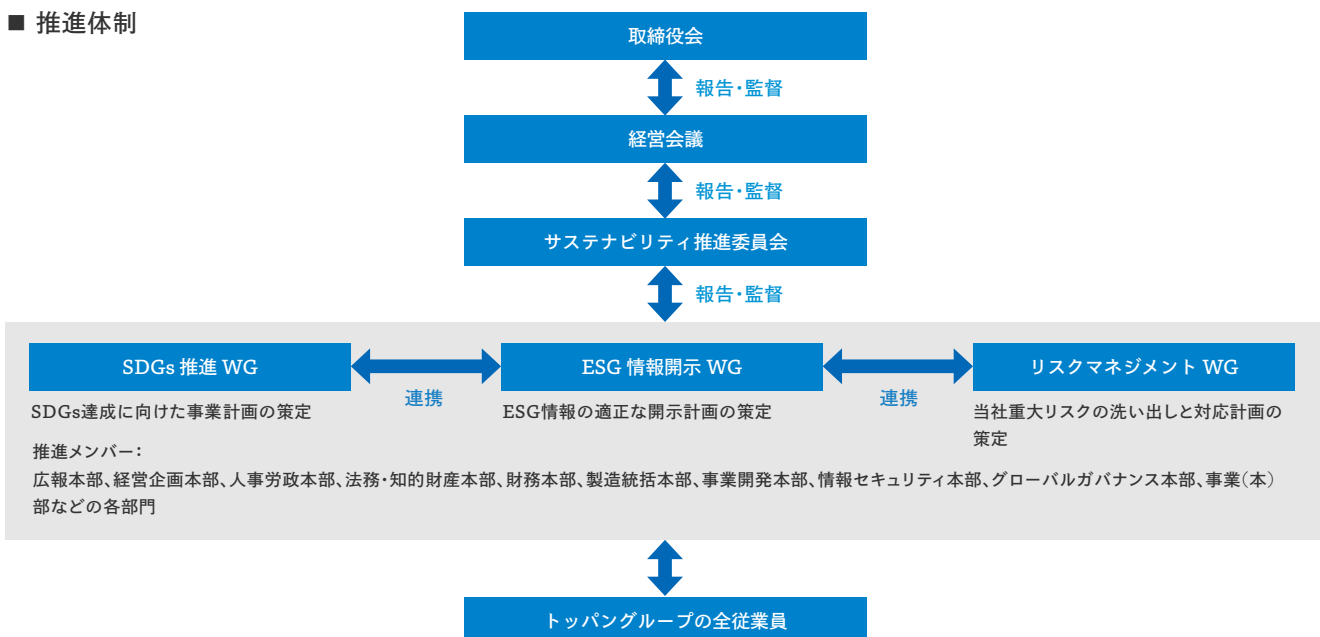 ■ 推進体制
取締役会
報告・監督
経営会議
報告・監督
サステナビリティ推進委員会
報告・監督
SDGs 推進 WG
連携
ESG 情報開示 WG
連携
リスクマネジメント WG
SDGs達成に向けた事業計画の策定
ESG情報の適正な開示計画の策定
当社重大リスクの洗い出しと対応計画の
策定
推進メンバー：
広報本部、経営企画本部、人事労政本部、法務・知的財産本部、財務本部、製造統括本部、事業開発本部、情報セキュリティ本部、グローバルガバナンス本部、事業（本）
部などの各部門
トッパングループの全従業員